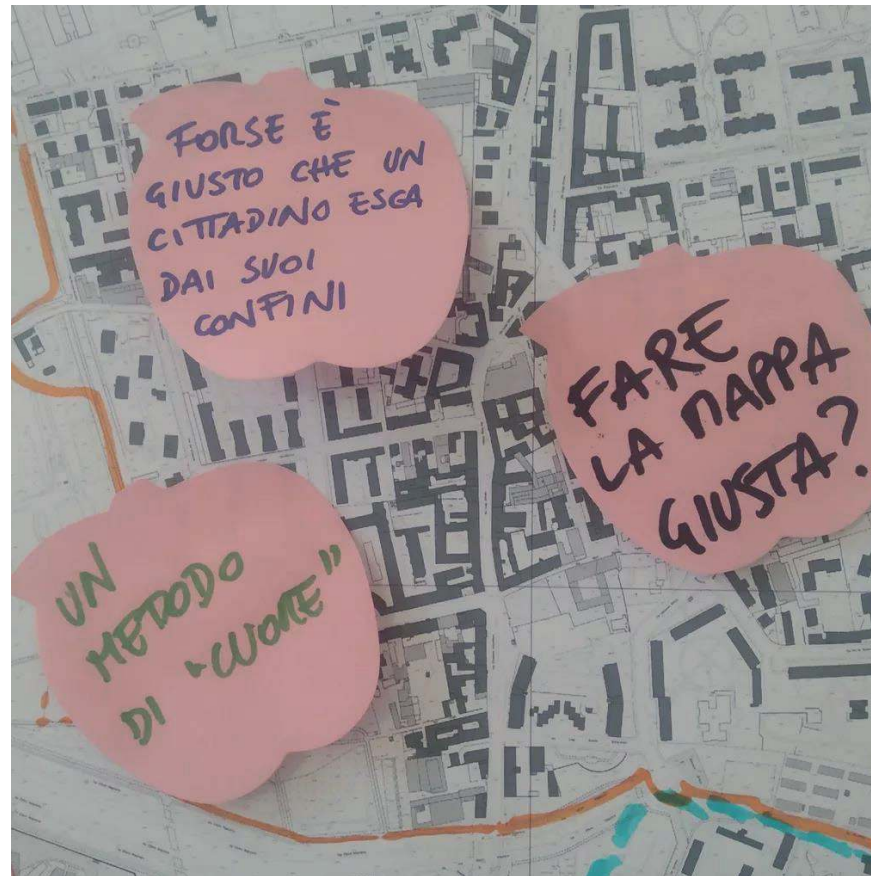 FORSE È
GIUSTO CHE UN
CITTADINO ESCA
DAI SUOI
CONFINI
FARE
LA MAPPA
GIUSTA?
UN
METODO
DI "CUORE"